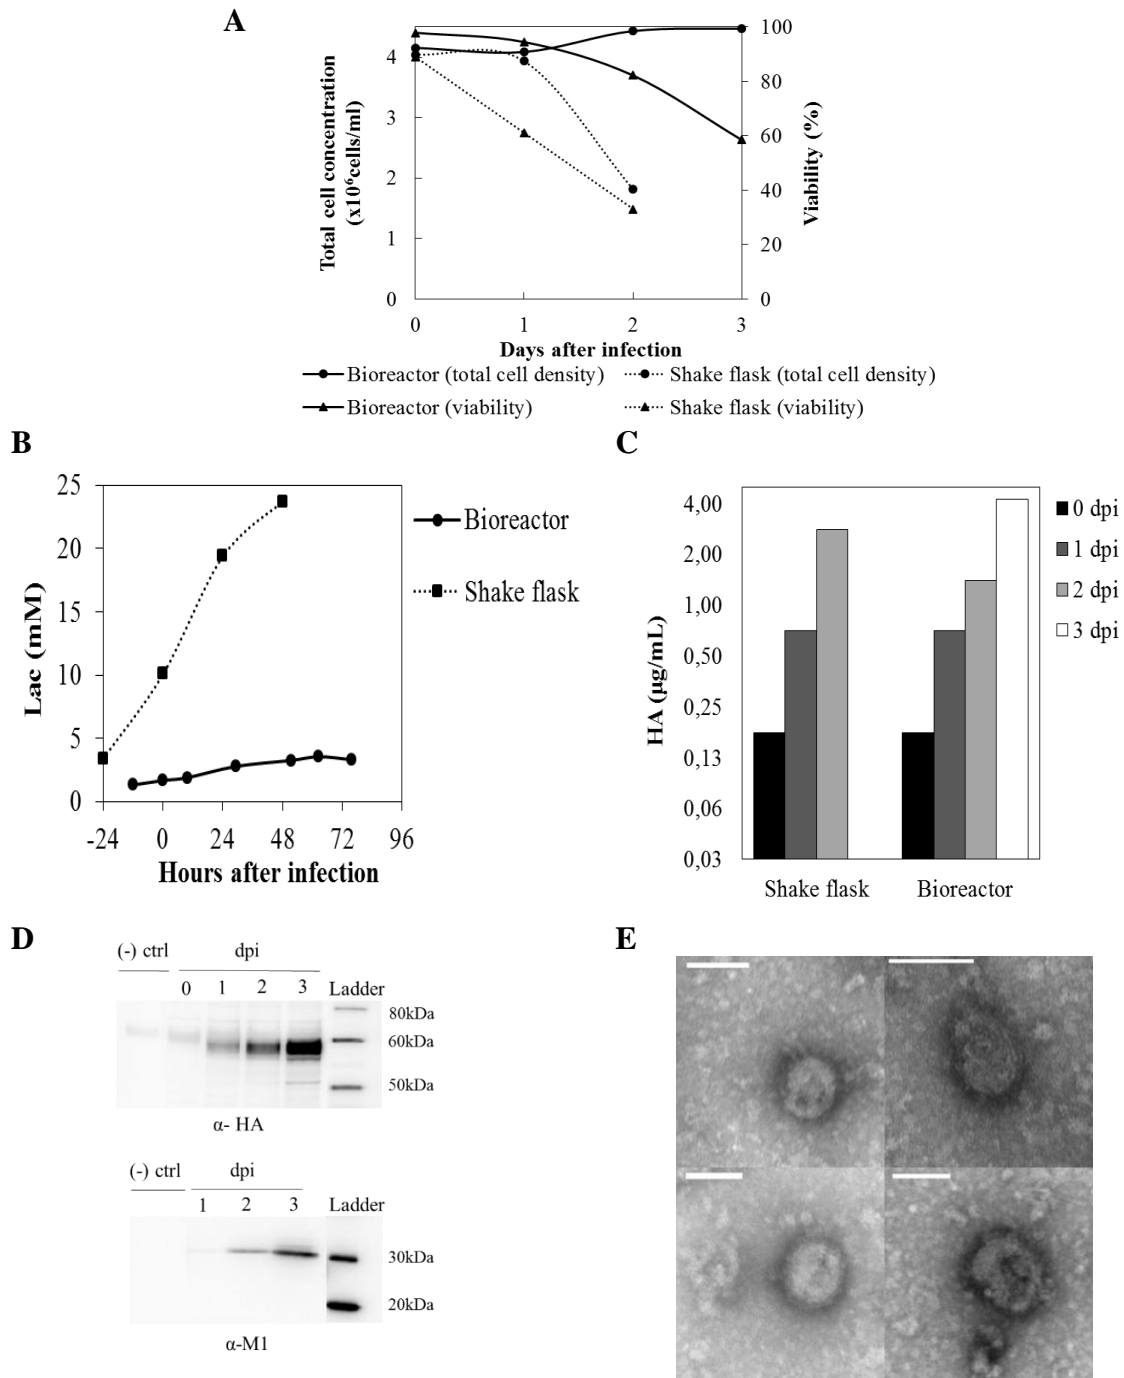 A
Total cell concentration
(x10⁶cells/ml)
4
3
2
1
0
100
80
60
40
20
0
Viability (%)
0 1 2 3
Days after infection
Bioreactor (total cell density) Shake flask (total cell density)
Bioreactor (viability) Shake flask (viability)
B
Lac (mM)
25
20
15
10
5
0
-24 0 24 48 72 96
Hours after infection
Bioreactor
Shake flask
C
HA (µg/mL)
4,00
2,00
1,00
0,50
0,25
0,13
0,06
0,03
Shake flask Bioreactor
0 dpi
1 dpi
2 dpi
3 dpi
D
(-) ctrl dpi
0 1 2 3 Ladder
80kDa
60kDa
50kDa
α- HA
(-) ctrl dpi
1 2 3 Ladder
30kDa
20kDa
α-M1
E